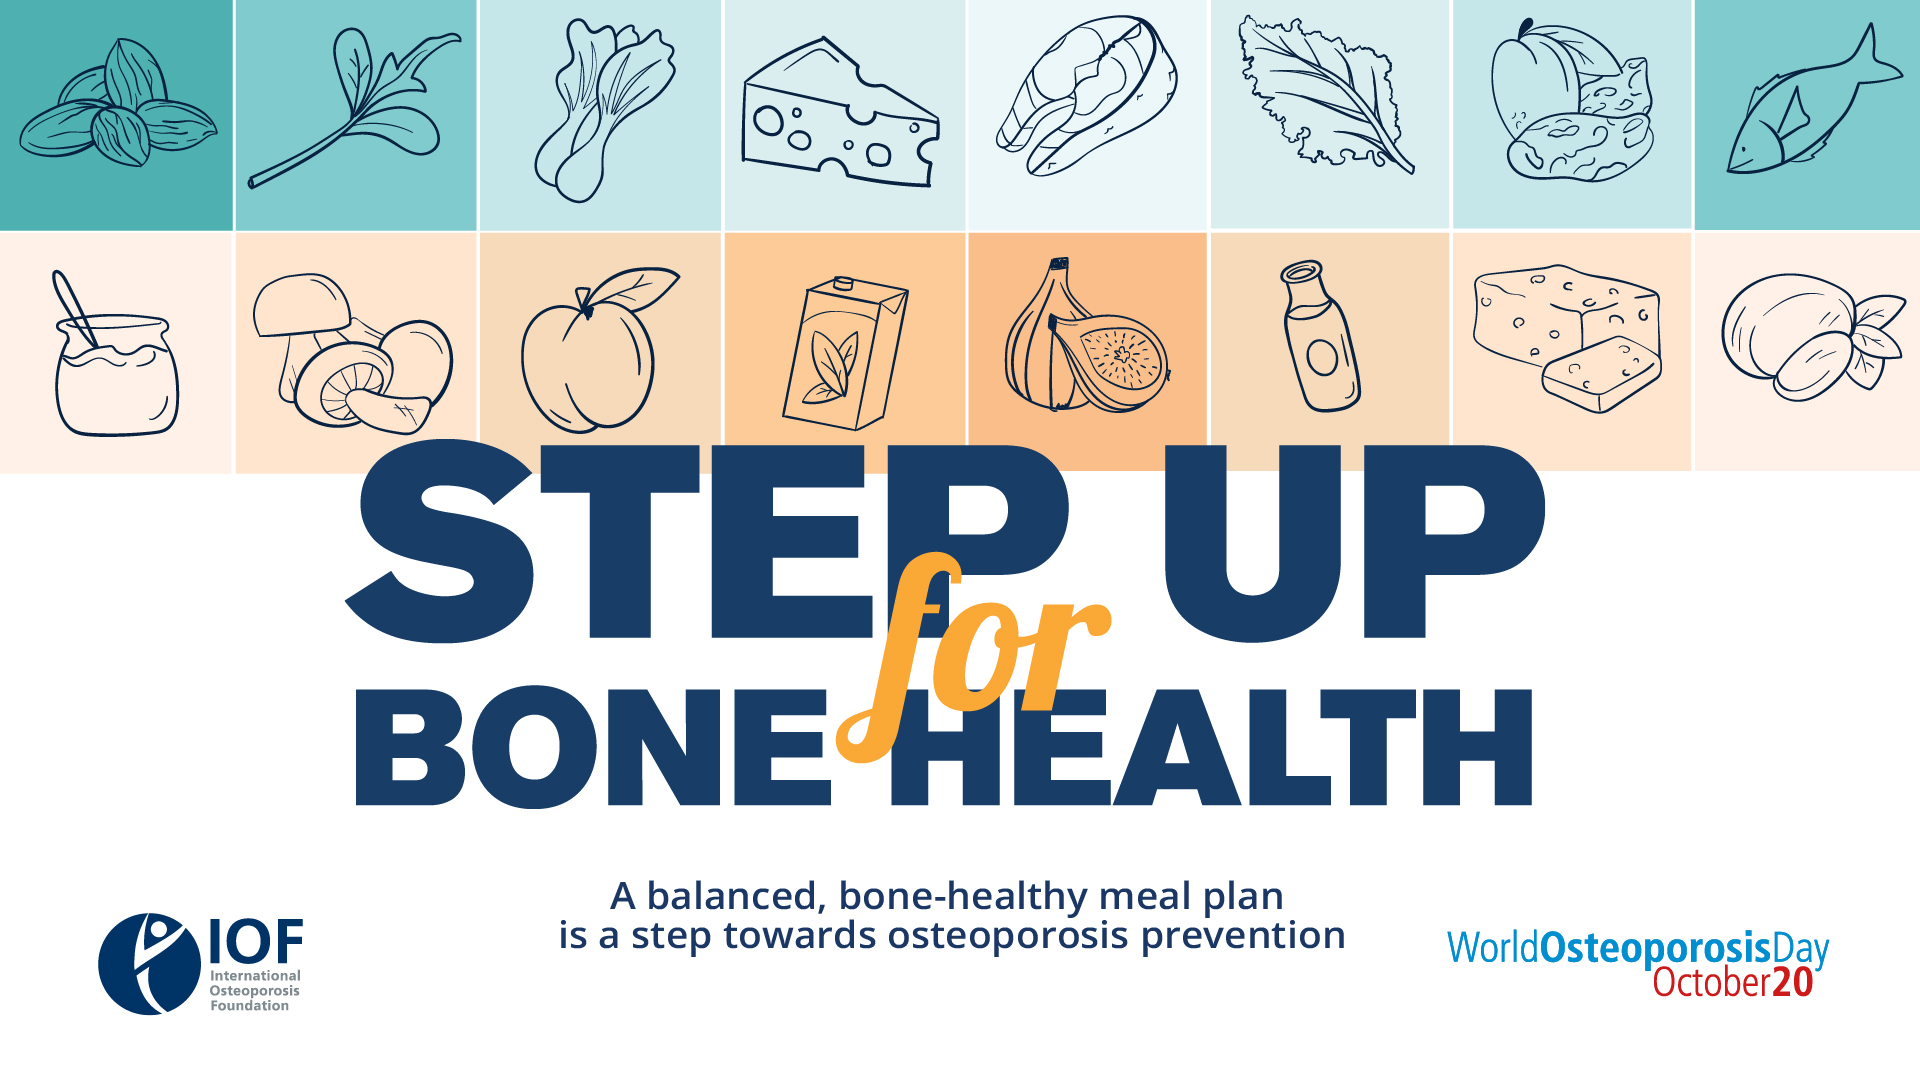 STEP UP
for
BONE HEALTH
A balanced, bone-healthy meal plan
is a step towards osteoporosis prevention
IOF
International
Osteoporosis
Foundation
WorldOsteoporosisDay
October20